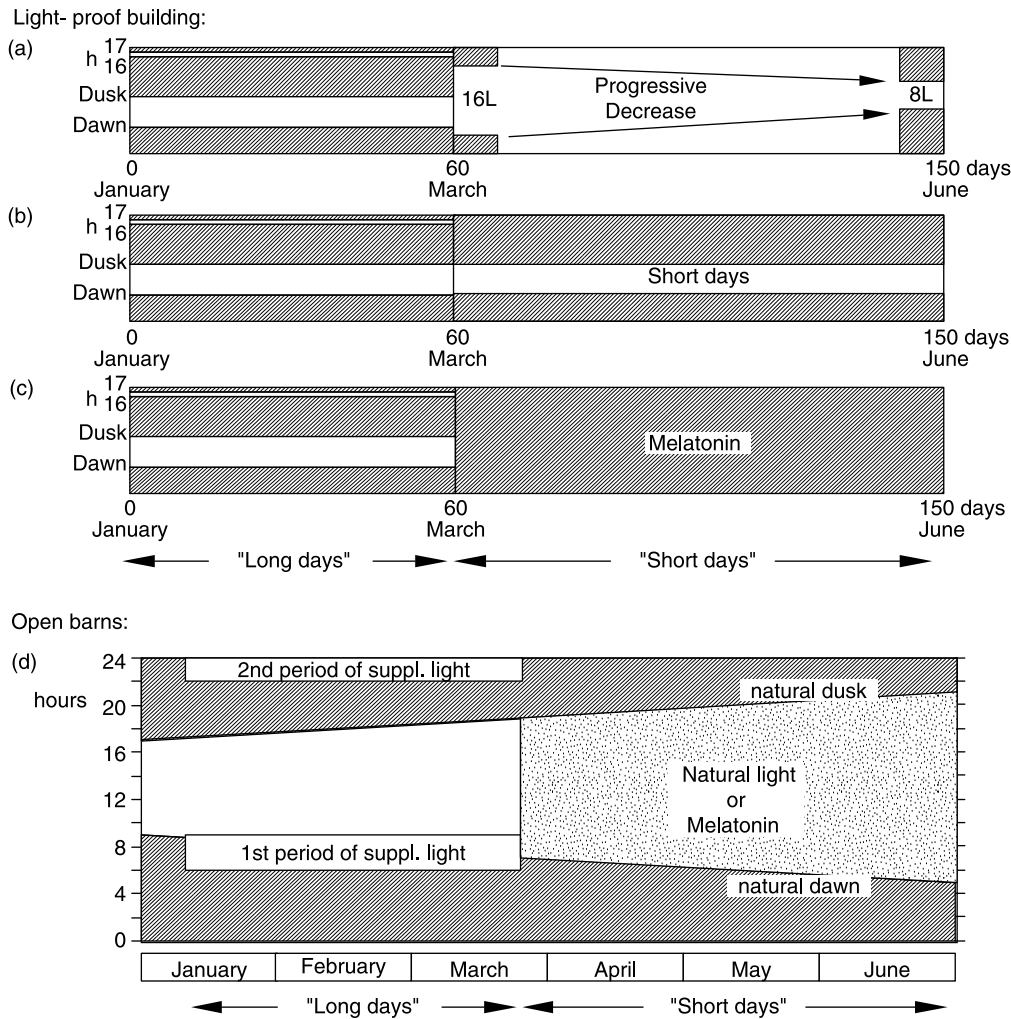 Light- proof building:
(a)
h 17
16
Dusk
Dawn
16L
Progressive
Decrease
8L
0
60
150 days
January
March
June
(b)
h 17
16
Dusk
Dawn
Short days
0
60
150 days
January
March
June
(c)
h 17
16
Dusk
Dawn
Melatonin
0
60
150 days
January
March
June
"Long days"
"Short days"
Open barns:
(d)
hours
24
20
16
12
8
4
0
2nd period of suppl. light
natural dusk
Natural light
or
Melatonin
1st period of suppl. light
natural dawn
January
February
March
April
May
June
"Long days"
"Short days"